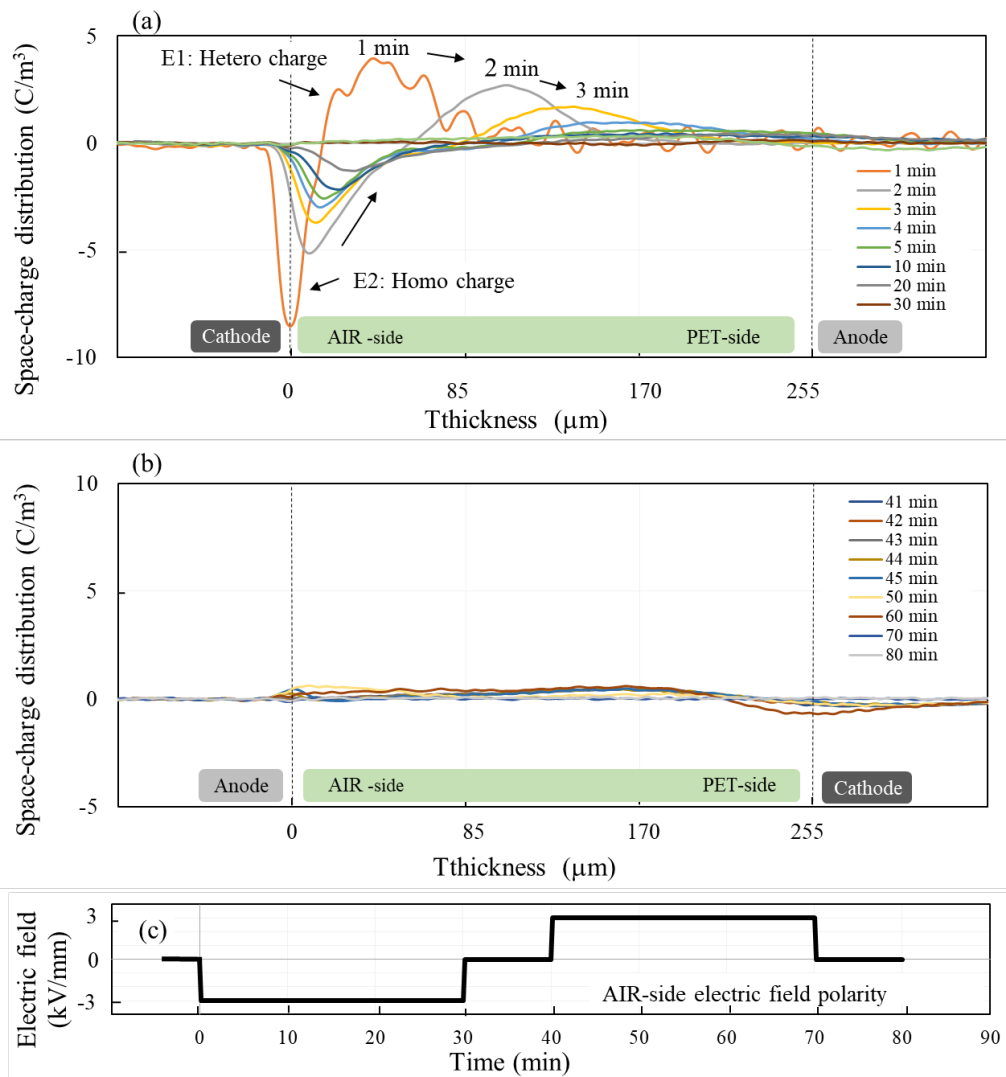 (a)
5
0
-5
-10
Space-charge distribution (C/m³)
E1: Hetero charge
1 min
2 min
3 min
E2: Homo charge
1 min
2 min
3 min
4 min
5 min
10 min
20 min
30 min
Cathode
AIR -side
PET-side
Anode
0
85
170
255
Tthickness (µm)
(b)
10
5
0
-5
Space-charge distribution (C/m³)
41 min
42 min
43 min
44 min
45 min
50 min
60 min
70 min
80 min
Anode
AIR -side
PET-side
Cathode
0
85
170
255
Tthickness (µm)
(c)
3
0
-3
Electric field
(kV/mm)
AIR-side electric field polarity
0
10
20
30
40
50
60
70
80
90
Time (min)